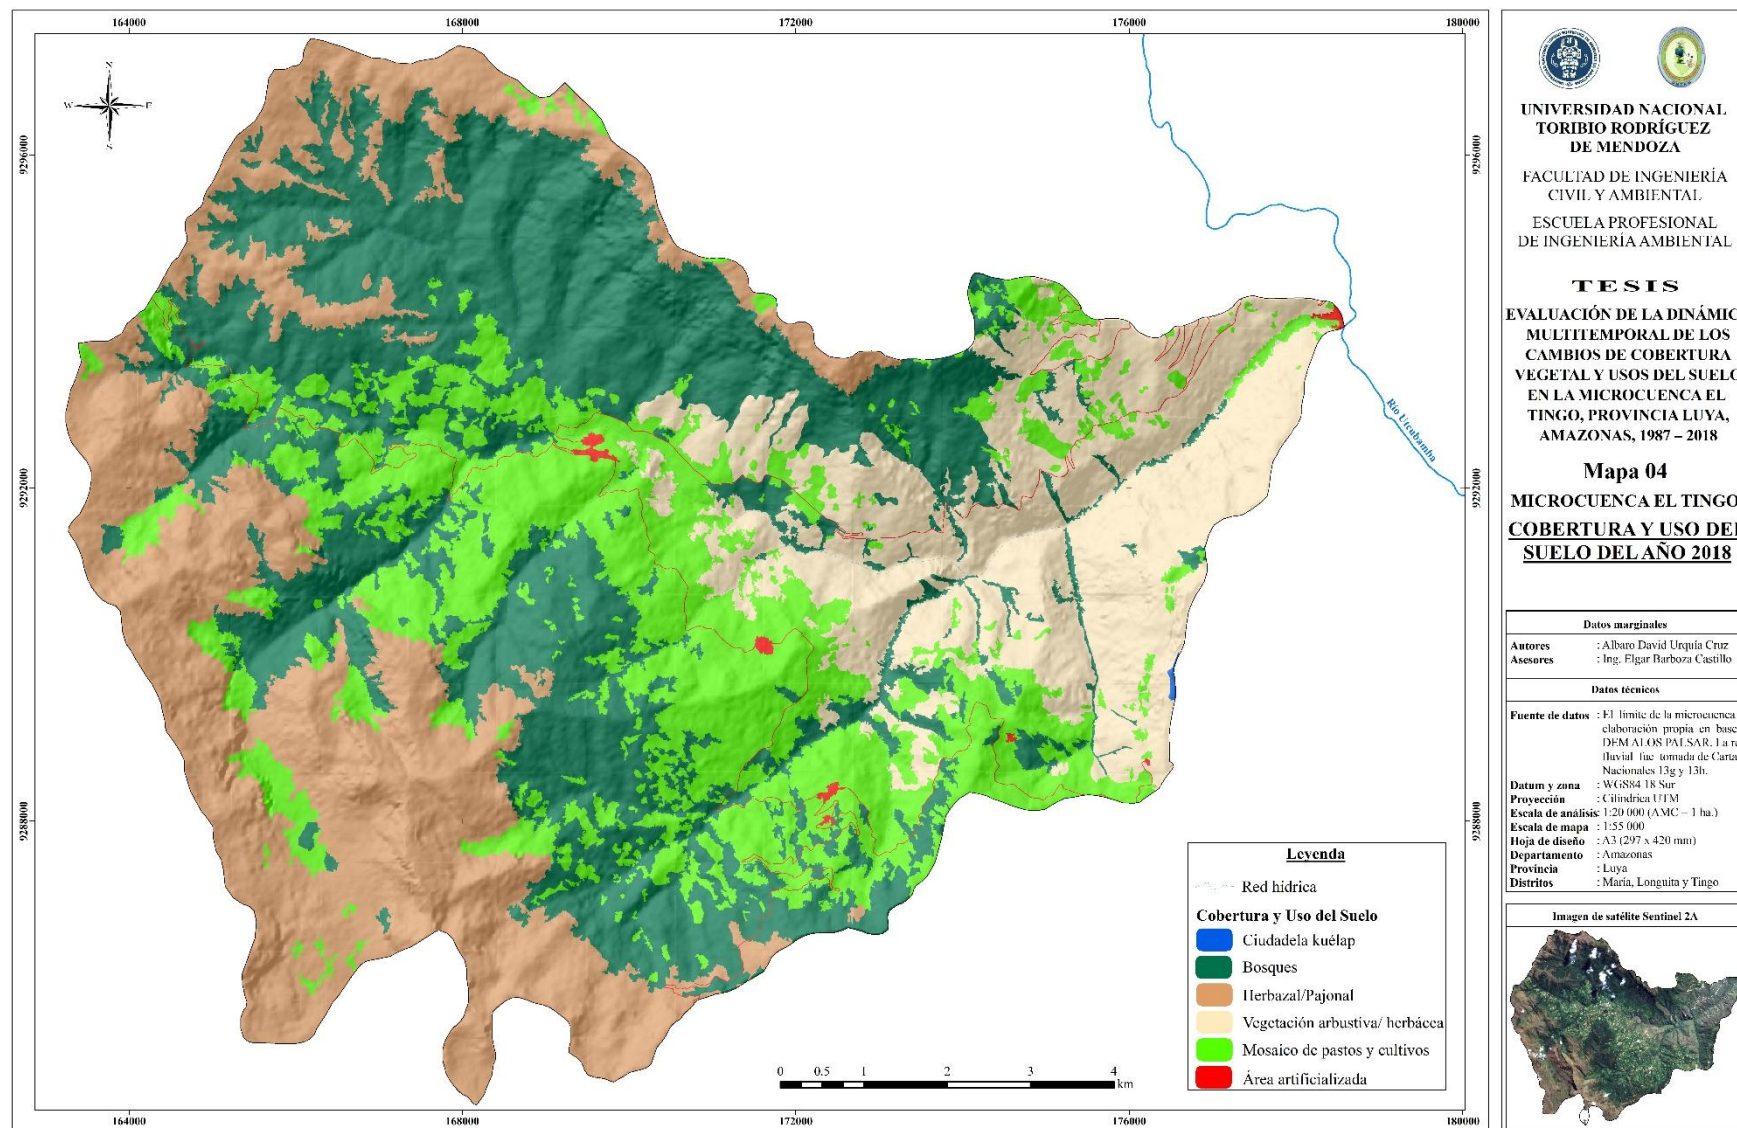 164000
168000
172000
176000
180000
N
W
E
S
9296000
9292000
9288000
9296000
9292000
9288000
Río Utcubamba
164000
168000
172000
176000
180000
Leyenda
Red hídrica
Cobertura y Uso del Suelo
Ciudadela kuélap
Bosques
Herbazal/Pajonal
Vegetación arbustiva/ herbácea
Mosaico de pastos y cultivos
Área artificializada
0 0.5 1 2 3 4
km
UNIVERSIDAD NACIONAL
TORIBIO RODRÍGUEZ
DE MENDOZA
FACULTAD DE INGENIERÍA
CIVIL Y AMBIENTAL
ESCUELA PROFESIONAL
DE INGENIERÍA AMBIENTAL
TESIS
EVALUACIÓN DE LA DINÁMIC
MULTITEMPORAL DE LOS
CAMBIOS DE COBERTURA
VEGETAL Y USOS DEL SUELO
EN LA MICROCUENCA EL
TINGO, PROVINCIA LUYA,
AMAZONAS, 1987 – 2018
Mapa 04
MICROCUENCA EL TINGO
COBERTURA Y USO DEL
SUELO DEL AÑO 2018
Datos marginales
Autores : Albaro David Urquía Cruz
Asesores : Ing. Elgar Barboza Castillo
Datos técnicos
Fuente de datos : El límite de la microcuenca
elaboración propia en base
DEM ALOS PALSAR. La re
fluvial fue tomada de Carta
Nacionales 13g y 13h.
Datum y zona : WGS84 18 Sur
Proyección : Cilíndrica UTM
Escala de análisis: 1:20 000 (AMC – 1 ha.)
Escala de mapa : 1:55 000
Hoja de diseño : A3 (297 x 420 mm)
Departamento : Amazonas
Provincia : Luya
Distritos : María, Longuita y Tingo
Imagen de satélite Sentinel 2A